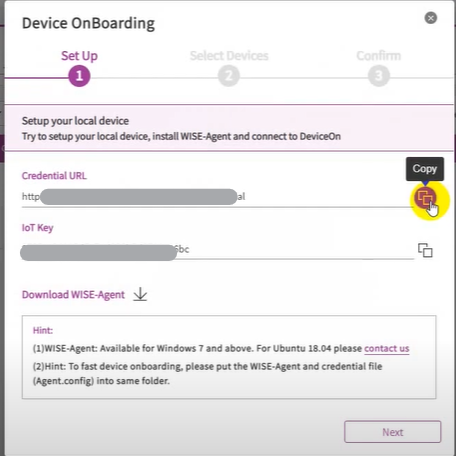 Device OnBoarding
Set Up
Select Devices
Confirm
1
2
3
Setup your local device
Try to setup your local device, install WISE-Agent and connect to DeviceOn
Copy
Credential URL
http al
IoT Key
bc
Download WISE-Agent
Hint:
(1)WISE-Agent: Available for Windows 7 and above. For Ubuntu 18.04 please contact us
(2)Hint: To fast device onboarding, please put the WISE-Agent and credential file
(Agent.config) into same folder.
Next